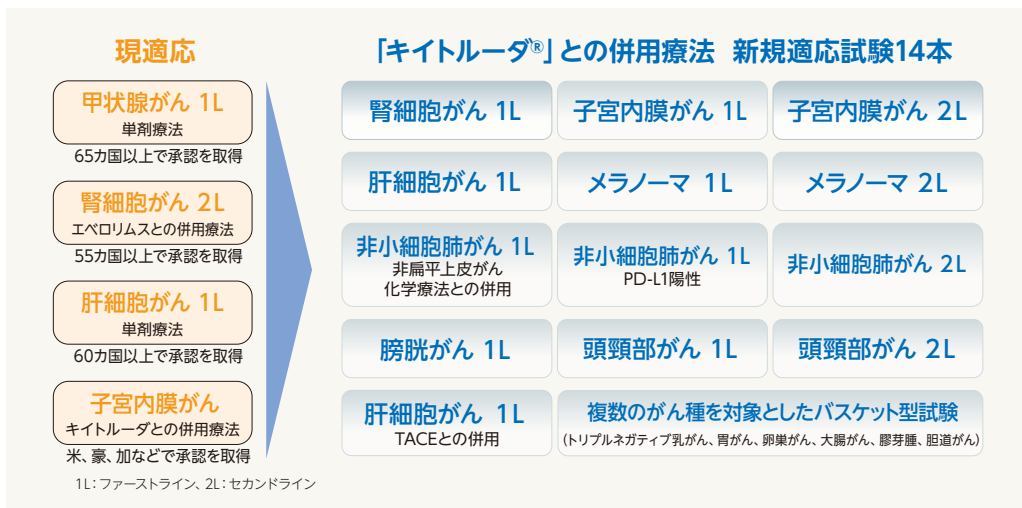 現適応
甲状腺がん 1L
単剤療法
65カ国以上で承認を取得
腎細胞がん 2L
エベロリムスとの併用療法
55カ国以上で承認を取得
肝細胞がん 1L
単剤療法
60カ国以上で承認を取得
子宮内膜がん
キイトルーダとの併用療法
米、豪、加などで承認を取得
1L：ファーストライン、2L：セカンドライン
「キイトルーダ®」との併用療法 新規適応試験14本
腎細胞がん 1L
子宮内膜がん 1L
子宮内膜がん 2L
肝細胞がん 1L
メラノーマ 1L
メラノーマ 2L
非小細胞肺がん 1L
非扁平上皮がん
化学療法との併用
非小細胞肺がん 1L
PD-L1陽性
非小細胞肺がん 2L
膀胱がん 1L
頭頸部がん 1L
頭頸部がん 2L
肝細胞がん 1L
TACEとの併用
複数のがん種を対象としたバスケット型試験
(トリプルネガティブ乳がん、胃がん、卵巣がん、大腸がん、膠芽腫、胆道がん)